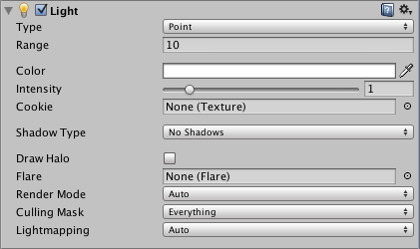 Light
Type Point
Range 10
Color
Intensity 1
Cookie None (Texture)
Shadow Type No Shadows
Draw Halo
Flare None (Flare)
Render Mode Auto
Culling Mask Everything
Lightmapping Auto